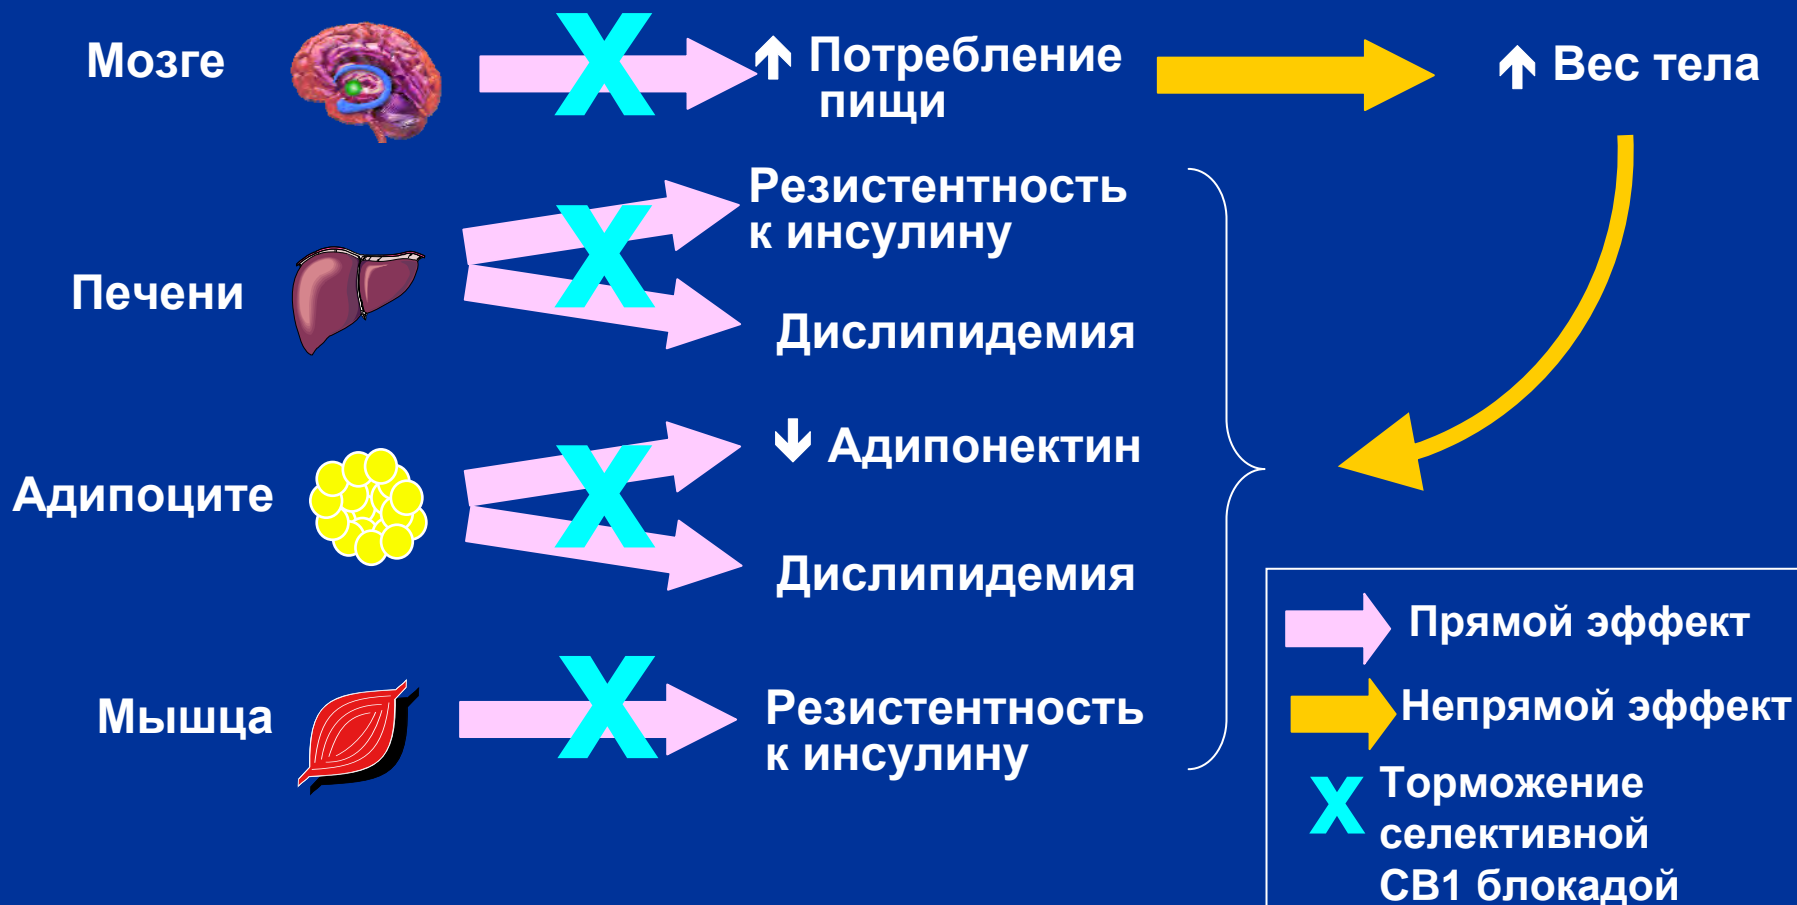 Мозге
↑ Потребление
пищи
↑ Вес тела
Резистентность
к инсулину
Печени
Дислипидемия
↓ Адипонектин
Адипоците
Дислипидемия
Мышца
Резистентность
к инсулину
Прямой эффект
Непрямой эффект
X Торможение
селективной
СВ1 блокадой